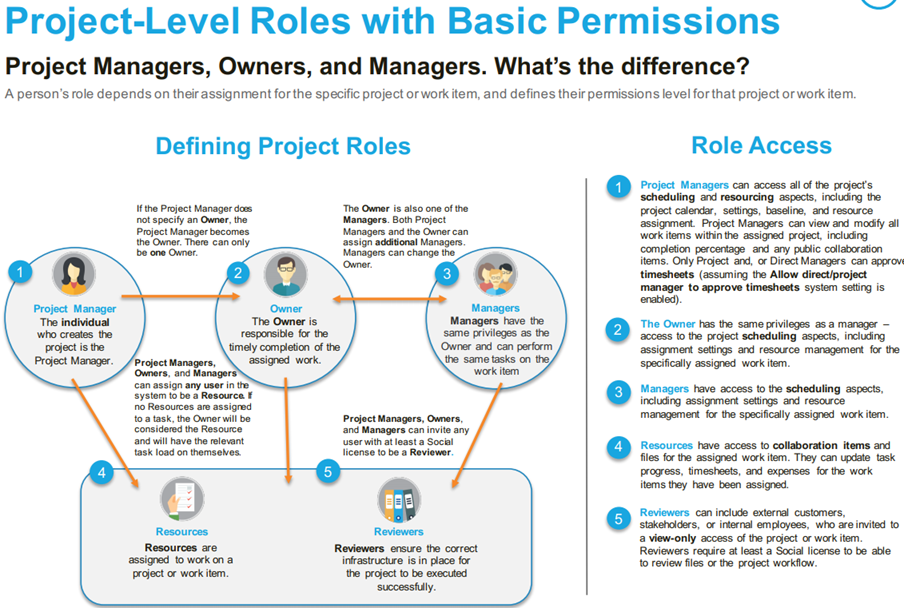 Project-Level Roles with Basic Permissions
Project Managers, Owners, and Managers. What's the difference?
A person's role depends on their assignment for the specific project or work item, and defines their permissions level for that project or work item.
Defining Project Roles
If the Project Manager does
not specify an Owner, the
Project Manager becomes
the Owner. There can only
be one Owner.
The Owner is also one of the
Managers. Both Project
Managers and the Owner can
assign additional Managers.
Managers can change the
Owner.
1
Project Manager
The individual
who creates the
project is the
Project Manager.
2
Owner
The Owner is
responsible for the
timely completion of the
assigned work.
3
Managers
Managers have the
same privileges as the
Owner and can perform
the same tasks on the
work item
Project Managers,
Owners, and Managers
can assign any user in the
system to be a Resource. If
no Resources are assigned
to a task, the Owner will be
considered the Resource
and will have the relevant
task load on themselves.
Project Managers, Owners,
and Managers can invite any
user with at least a Social
license to be a Reviewer.
4
Resources
Resources are
assigned to work on a
project or work item.
5
Reviewers
Reviewers ensure the correct
infrastructure is in place for
the project to be executed
successfully.
Role Access
1
Project Managers can access all of the project's
scheduling and resourcing aspects, including the
project calendar, settings, baseline, and resource
assignment. Project Managers can view and modify all
work items within the assigned project, including
completion percentage and any public collaboration
items. Only Project and, or Direct Managers can approve
timesheets (assuming the Allow direct/project
manager to approve timesheets system setting is
enabled).
2
The Owner has the same privileges as a manager –
access to the project scheduling aspects, including
assignment settings and resource management for the
specifically assigned work item.
3
Managers have access to the scheduling aspects,
including assignment settings and resource
management for the specifically assigned work item.
4
Resources have access to collaboration items and
files for the assigned work item. They can update task
progress, timesheets, and expenses for the work
items they have been assigned.
5
Reviewers can include external customers,
stakeholders, or internal employees, who are invited to
a view-only access of the project or work item.
Reviewers require at least a Social license to be able
to review files or the project workflow.